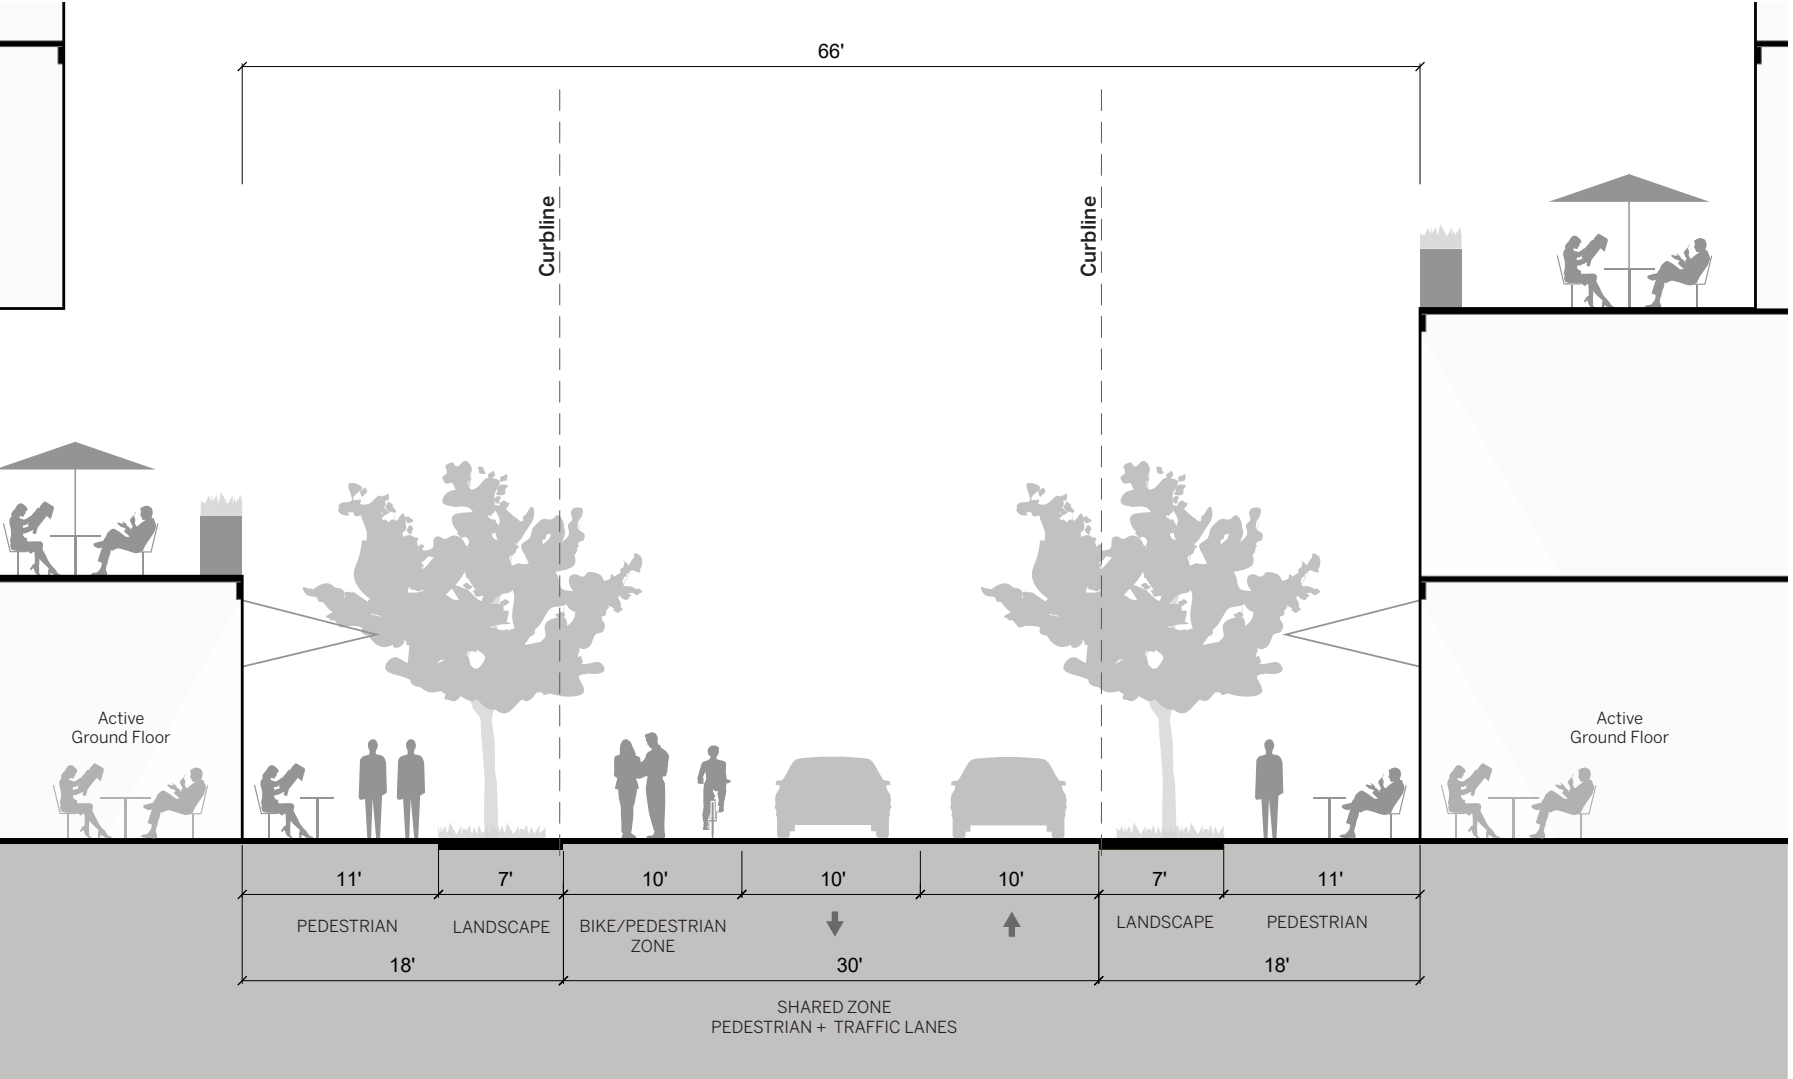 66'
Curbline
Curbline
Active
Ground Floor
Active
Ground Floor
11'
7'
10'
10'
10'
7'
11'
PEDESTRIAN
LANDSCAPE
BIKE/PEDESTRIAN
ZONE
LANDSCAPE
PEDESTRIAN
18'
30'
18'
SHARED ZONE
PEDESTRIAN + TRAFFIC LANES